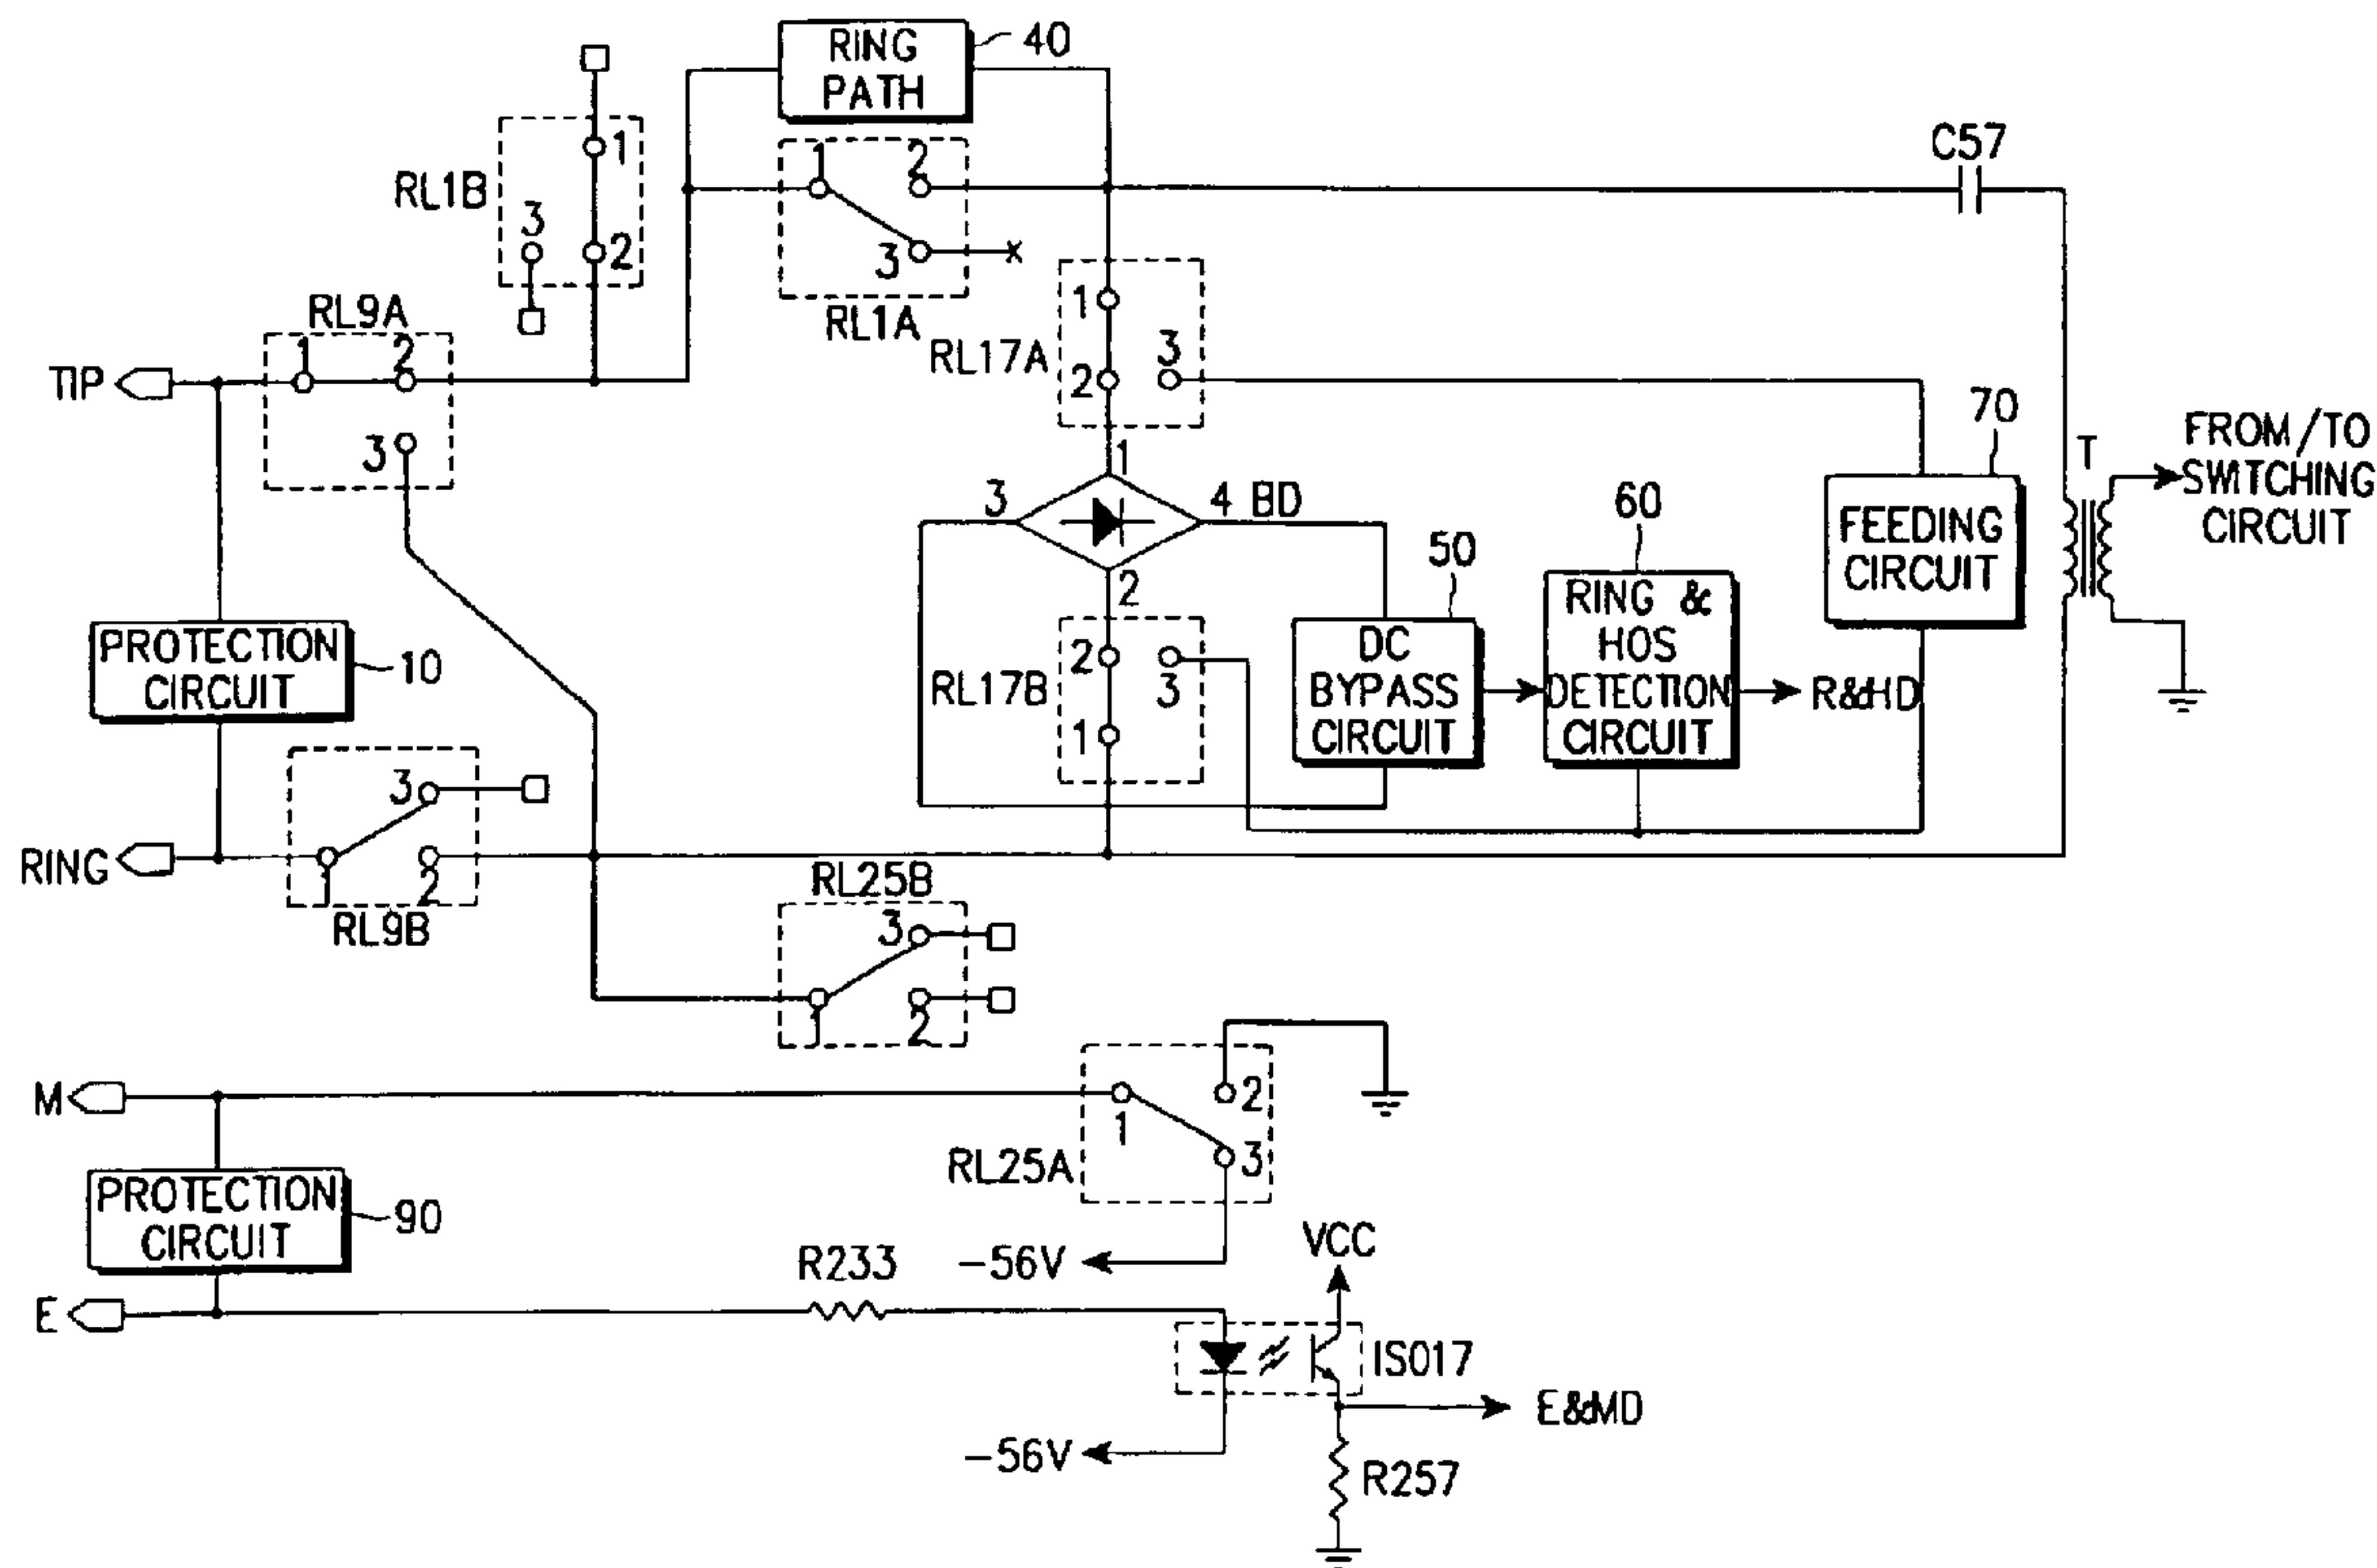 RING
PATH
40
C57
RL1B
1
3
2
1
2
3
RL1A
RL9A
1
2
3
TIP
RL17A
1
2
3
70
FROM/TO
SWITCHING
CIRCUIT
T
1
3
4 BD
2
50
60
FEEDING
CIRCUIT
PROTECTION
CIRCUIT
10
RL17B
2
3
1
DC
BYPASS
CIRCUIT
RING &
HOS
DETECTION
CIRCUIT
R&HD
RING
3
1
2
RL9B
RL25B
3
1
2
M
1
2
3
RL25A
PROTECTION
CIRCUIT
90
R233
-56V
VCC
E
ISO17
E&MD
-56V
R257